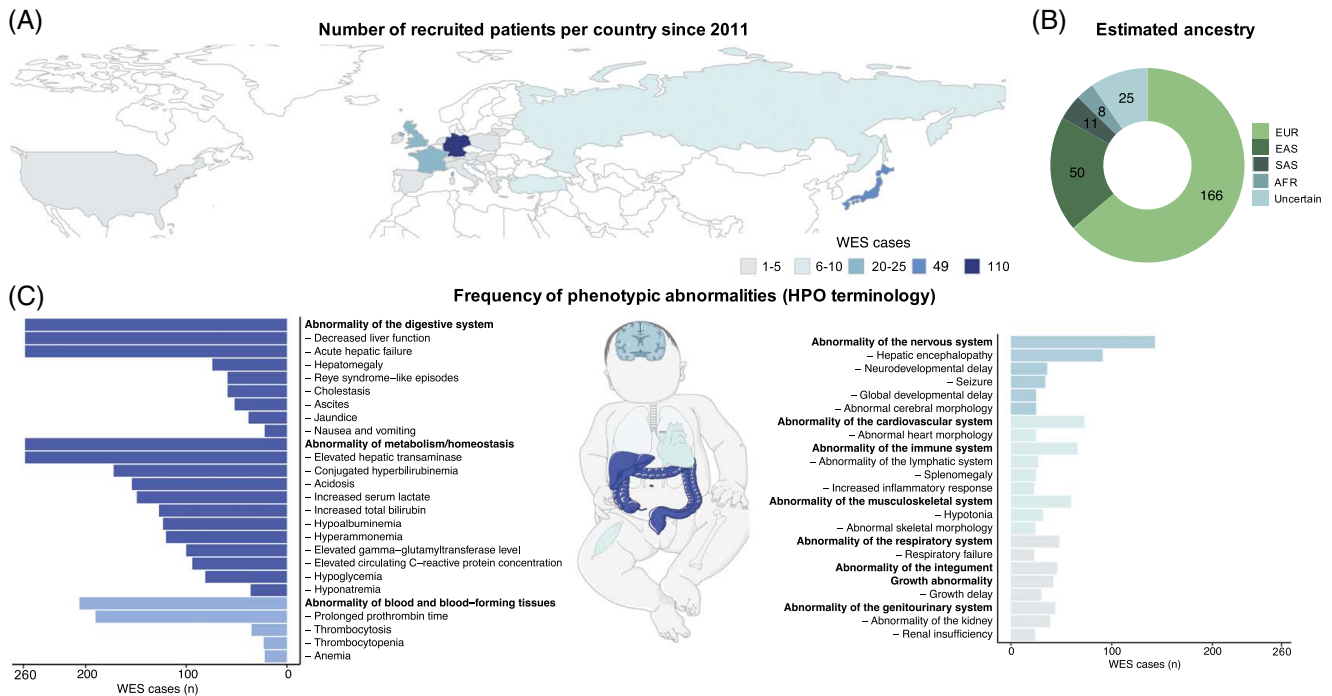 (A)
Number of recruited patients per country since 2011
WES cases
1-5
6-10
20-25
49
110
(B)
Estimated ancestry
25
8
11
50
166
EUR
EAS
SAS
AFR
Uncertain
(C)
Frequency of phenotypic abnormalities (HPO terminology)
Abnormality of the digestive system
– Decreased liver function
– Acute hepatic failure
– Hepatomegaly
– Reye syndrome–like episodes
– Cholestasis
– Ascites
– Jaundice
– Nausea and vomiting
Abnormality of metabolism/homeostasis
– Elevated hepatic transaminase
– Conjugated hyperbilirubinemia
– Acidosis
– Increased serum lactate
– Increased total bilirubin
– Hypoalbuminemia
– Hyperammonemia
– Elevated gamma–glutamyltransferase level
– Elevated circulating C–reactive protein concentration
– Hypoglycemia
– Hyponatremia
Abnormality of blood and blood–forming tissues
– Prolonged prothrombin time
– Thrombocytosis
– Thrombocytopenia
– Anemia
260 200 100 0
WES cases (n)
Abnormality of the nervous system
– Hepatic encephalopathy
– Neurodevelopmental delay
– Seizure
– Global developmental delay
– Abnormal cerebral morphology
Abnormality of the cardiovascular system
– Abnormal heart morphology
Abnormality of the immune system
– Abnormality of the lymphatic system
– Splenomegaly
– Increased inflammatory response
Abnormality of the musculoskeletal system
– Hypotonia
– Abnormal skeletal morphology
Abnormality of the respiratory system
– Respiratory failure
Abnormality of the integument
Growth abnormality
– Growth delay
Abnormality of the genitourinary system
– Abnormality of the kidney
– Renal insufficiency
0 100 200 260
WES cases (n)